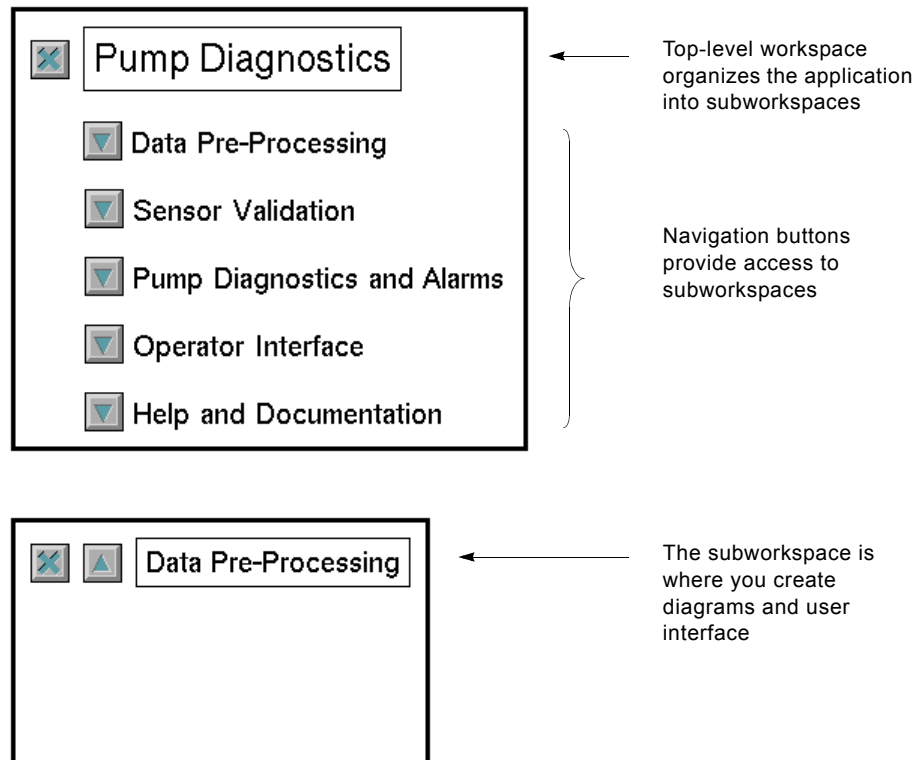 Pump Diagnostics
Top-level workspace
organizes the application
into subworkspaces
Data Pre-Processing
Sensor Validation
Pump Diagnostics and Alarms
Operator Interface
Help and Documentation
Navigation buttons
provide access to
subworkspaces
Data Pre-Processing
The subworkspace is
where you create
diagrams and user
interface